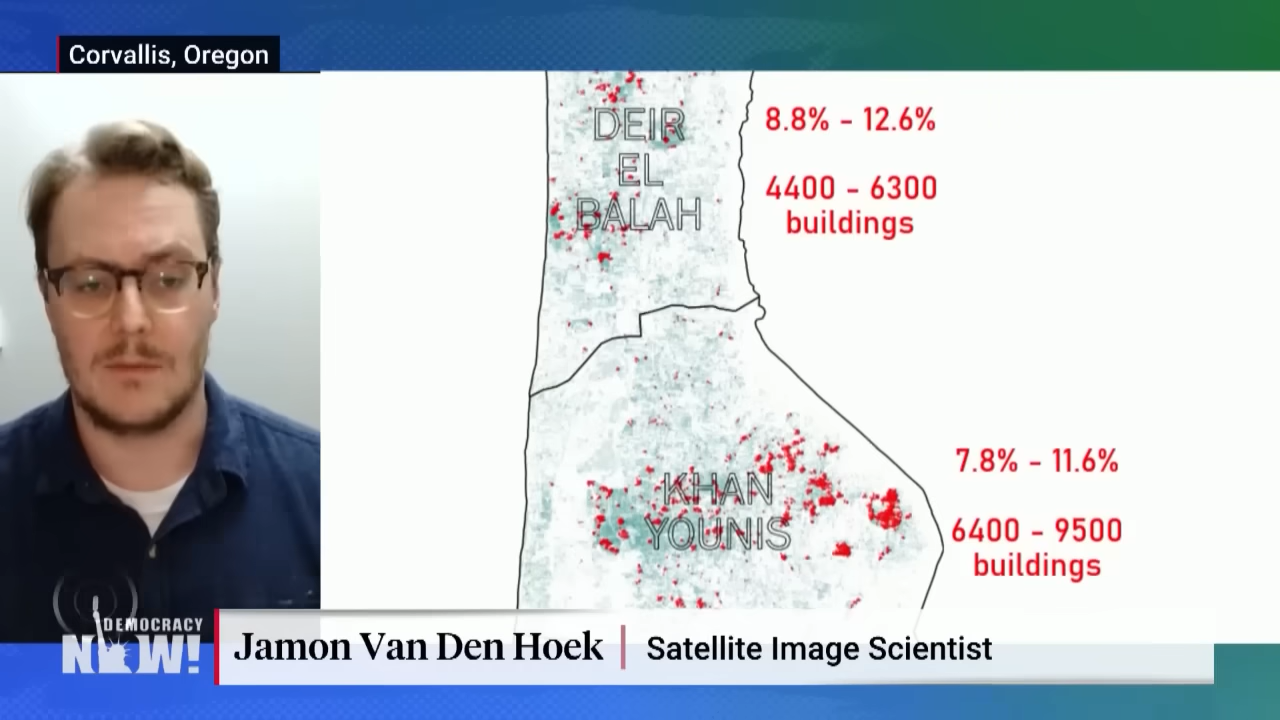 Corvallis, Oregon
DEIR
EL
BALAH
8.8% - 12.6%
4400 - 6300
buildings
KHAN
YOUNIS
7.8% - 11.6%
6400 - 9500
buildings
DEMOCRACY
NOW!
Jamon Van Den Hoek | Satellite Image Scientist